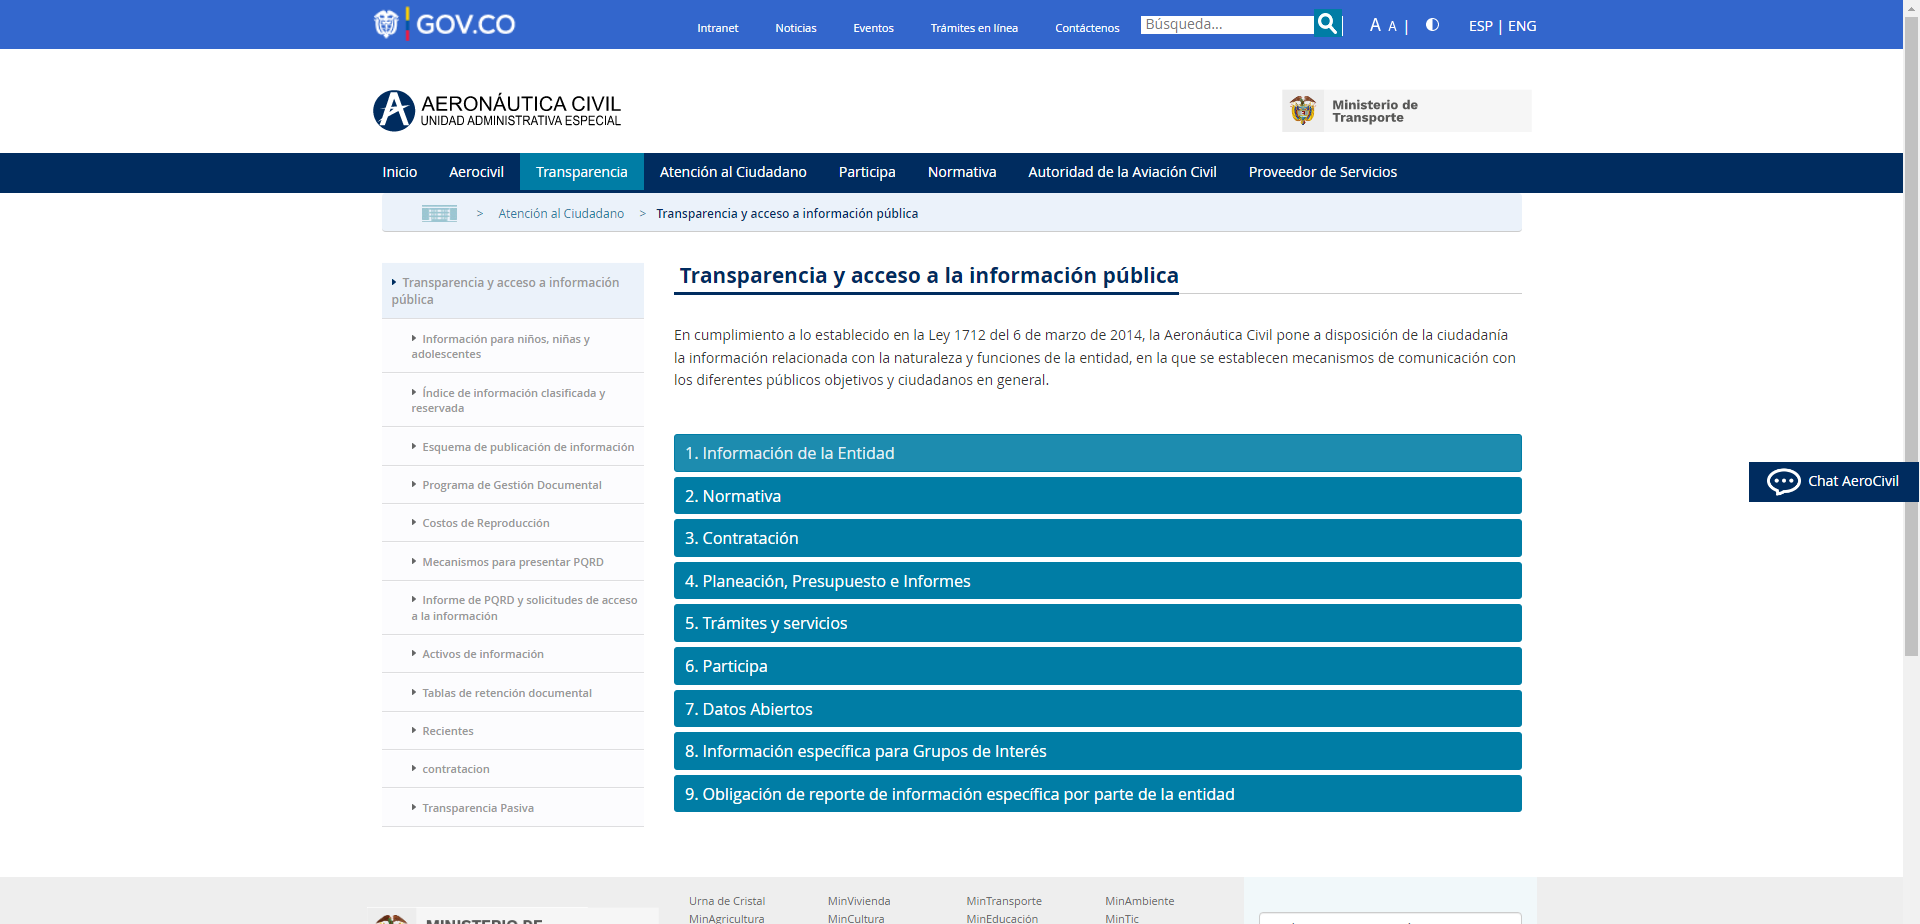 GOV.CO
Intranet
Noticias
Eventos
Trámites en línea
Contáctenos
Búsqueda...
A A |
ESP | ENG
AERONÁUTICA CIVIL
UNIDAD ADMINISTRATIVA ESPECIAL
Ministerio de
Transporte
Inicio
Aerocivil
Transparencia
Atención al Ciudadano
Participa
Normativa
Autoridad de la Aviación Civil
Proveedor de Servicios
> Atención al Ciudadano > Transparencia y acceso a información pública
Transparencia y acceso a información
pública
Información para niños, niñas y
adolescentes
Índice de información clasificada y
reservada
Esquema de publicación de información
Programa de Gestión Documental
Costos de Reproducción
Mecanismos para presentar PQRD
Informe de PQRD y solicitudes de acceso
a la información
Activos de información
Tablas de retención documental
Recientes
contratacion
Transparencia Pasiva
Transparencia y acceso a la información pública
En cumplimiento a lo establecido en la Ley 1712 del 6 de marzo de 2014, la Aeronáutica Civil pone a disposición de la ciudadanía
la información relacionada con la naturaleza y funciones de la entidad, en la que se establecen mecanismos de comunicación con
los diferentes públicos objetivos y ciudadanos en general.
1. Información de la Entidad
2. Normativa
3. Contratación
4. Planeación, Presupuesto e Informes
5. Trámites y servicios
6. Participa
7. Datos Abiertos
8. Información específica para Grupos de Interés
9. Obligación de reporte de información específica por parte de la entidad
Chat AeroCivil
MINISTERIO DE
Urna de Cristal
MinVivienda
MinTransporte
MinAmbiente
MinAgricultura
MinCultura
MinEducación
MinTic